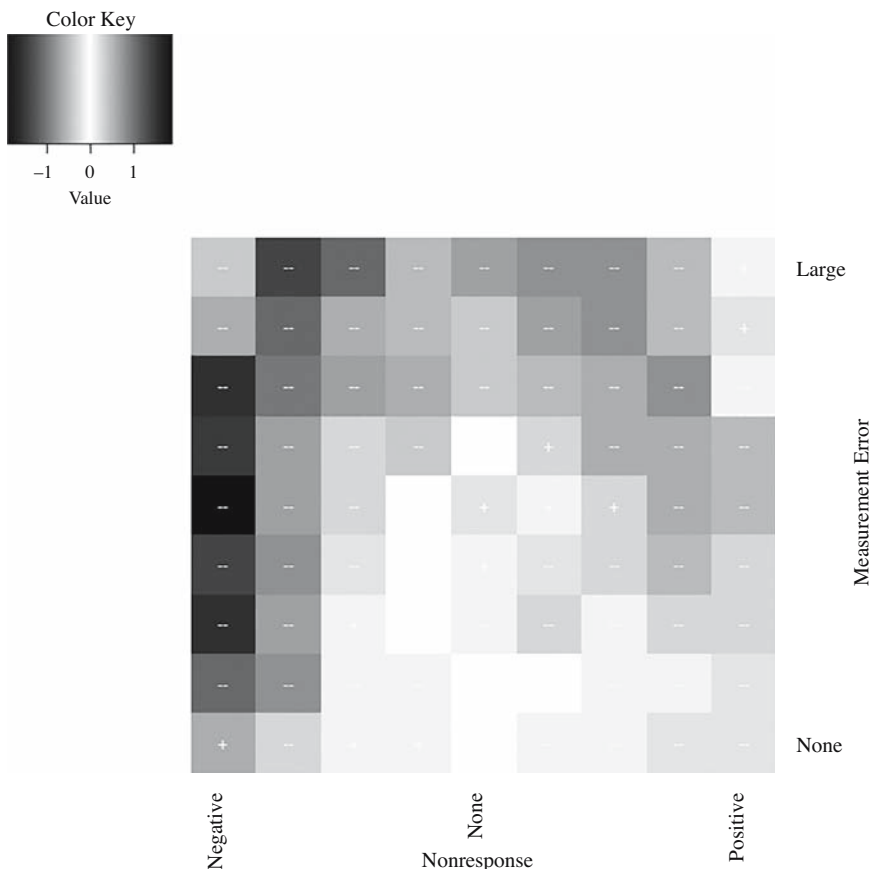 Color Key
–1 0 1
Value
-- -- -- -- -- -- -- --
-- -- -- -- -- -- -- -- +
-- -- -- -- -- -- -- --
-- -- -- -- + -- -- --
-- -- -- + + -- --
-- -- -- -- -- -- --
-- -- -- -- --
-- -- --
+ -- + + -- --
Large
None
Measurement Error
Negative
None
Positive
Nonresponse